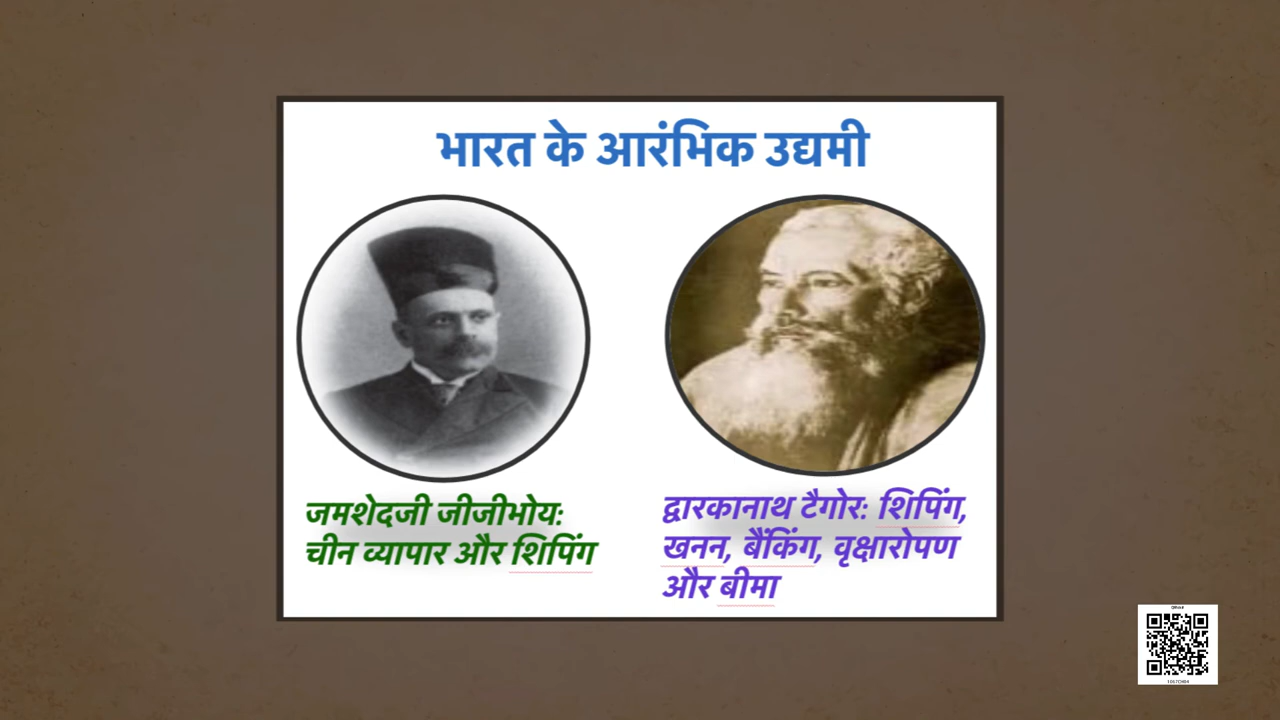 भारत के आरंभिक उद्यमी
जमशेदजी जीजीभोय:
चीन व्यापार और शिपिंग
द्वारकानाथ टैगोर: शिपिंग,
खनन, बैंकिंग, वृक्षारोपण
और बीमा